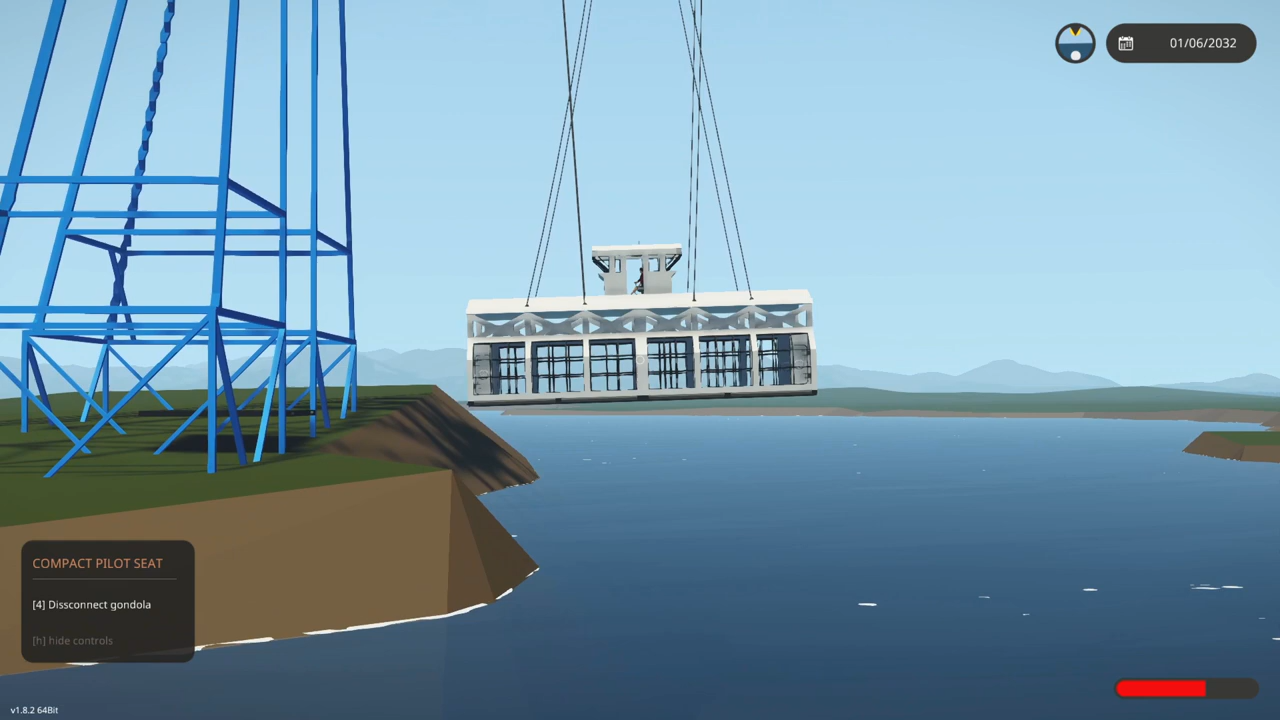 01/06/2032
COMPACT PILOT SEAT
[4] Dissconnect gondola
[h] hide controls
v1.8.2 64Bit